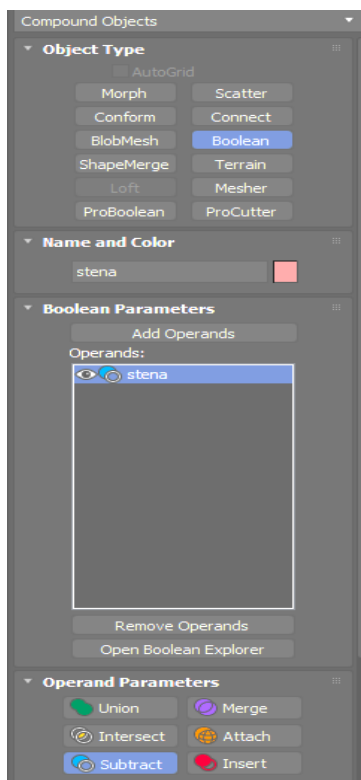 Compound Objects
Object Type
AutoGrid
Morph Scatter
Conform Connect
BlobMesh Boolean
ShapeMerge Terrain
Loft Mesher
ProBoolean ProCutter
Name and Color
stena
Boolean Parameters
Add Operands
Operands:
stena
Remove Operands
Open Boolean Explorer
Operand Parameters
Union Merge
Intersect Attach
Subtract Insert